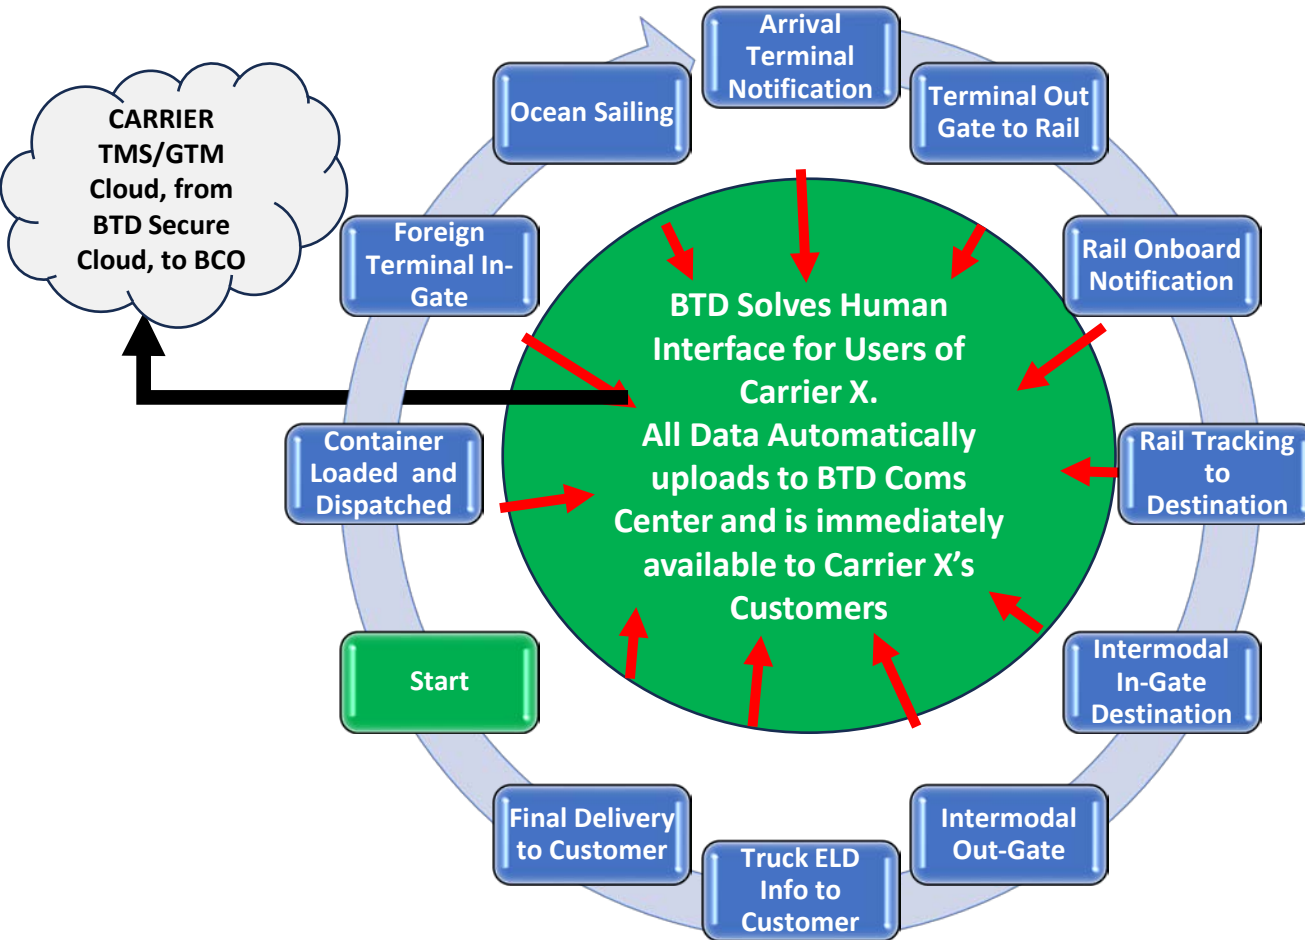 Arrival
Terminal
Notification
Ocean Sailing
Terminal Out
Gate to Rail
CARRIER
TMS/GTM
Cloud, from
BTD Secure
Cloud, to BCO
Foreign
Terminal In-
Gate
Rail Onboard
Notification
BTD Solves Human
Interface for Users of
Carrier X.
All Data Automatically
uploads to BTD Coms
Center and is immediately
available to Carrier X’s
Customers
Container
Loaded and
Dispatched
Rail Tracking
to
Destination
Start
Intermodal
In-Gate
Destination
Final Delivery
to Customer
Intermodal
Out-Gate
Truck ELD
Info to
Customer